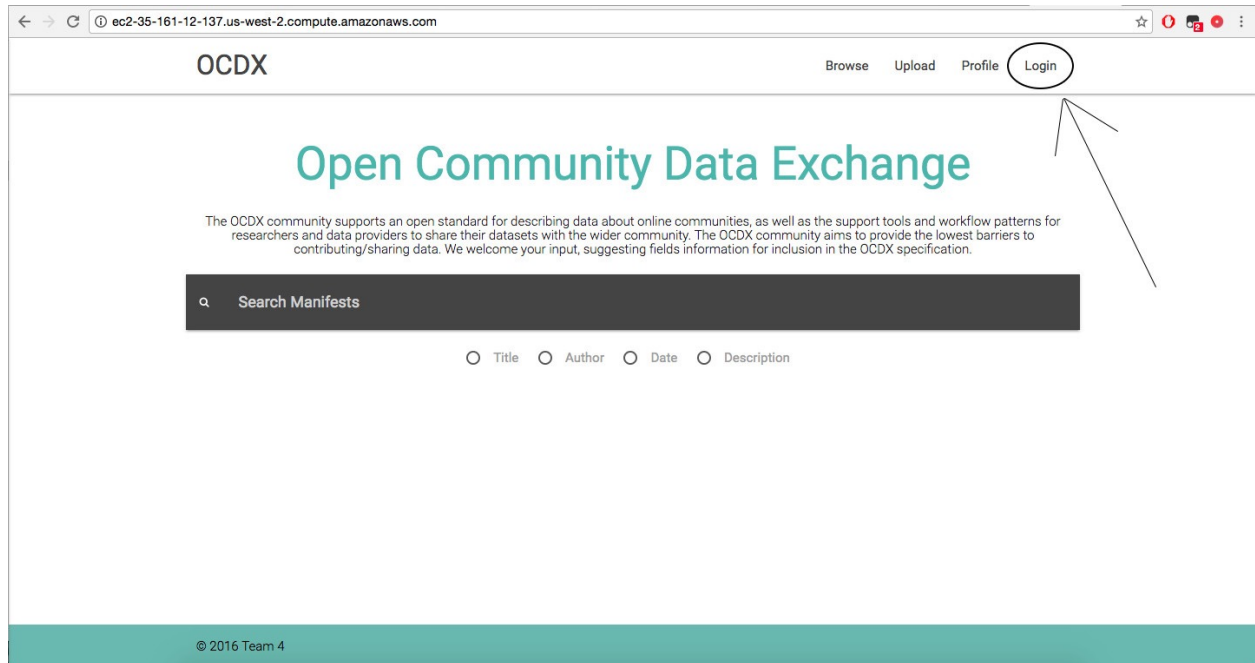 ec2-35-161-12-137.us-west-2.compute.amazonaws.com
2
OCDX Browse Upload Profile Login
Open Community Data Exchange
The OCDX community supports an open standard for describing data about online communities, as well as the support tools and workflow patterns for
researchers and data providers to share their datasets with the wider community. The OCDX community aims to provide the lowest barriers to
contributing/sharing data. We welcome your input, suggesting fields information for inclusion in the OCDX specification.
Search Manifests
Title Author Date Description
© 2016 Team 4